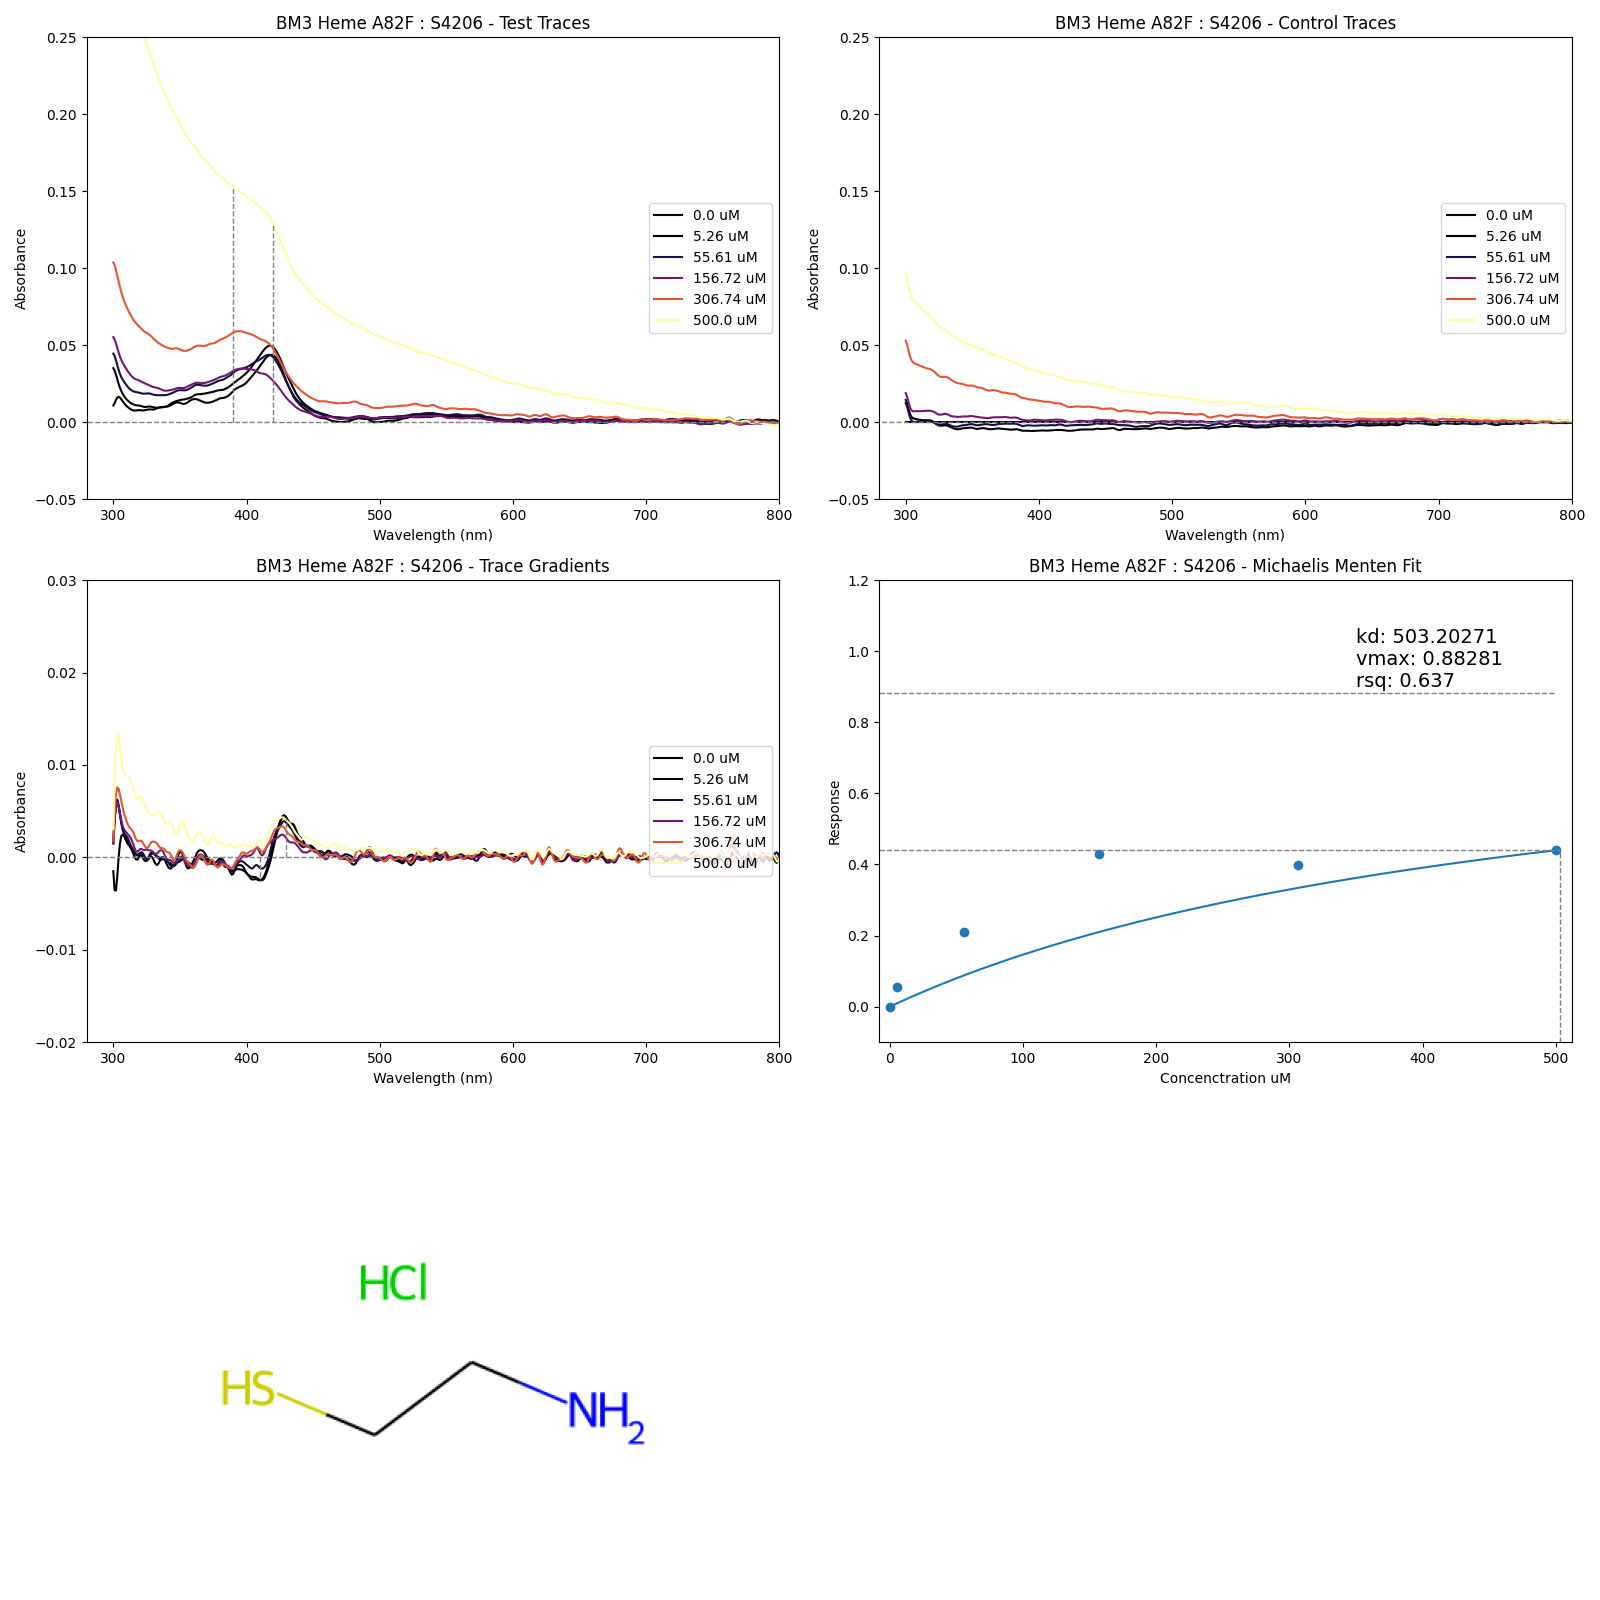 BM3 Heme A82F : S4206 - Test Traces
0.25
0.20
0.15
0.10
0.05
0.00
−0.05
Absorbance
300 400 500 600 700 800
Wavelength (nm)
0.0 uM
5.26 uM
55.61 uM
156.72 uM
306.74 uM
500.0 uM
BM3 Heme A82F : S4206 - Control Traces
0.25
0.20
0.15
0.10
0.05
0.00
−0.05
Absorbance
300 400 500 600 700 800
Wavelength (nm)
0.0 uM
5.26 uM
55.61 uM
156.72 uM
306.74 uM
500.0 uM
BM3 Heme A82F : S4206 - Trace Gradients
0.03
0.02
0.01
0.00
−0.01
−0.02
Absorbance
300 400 500 600 700 800
Wavelength (nm)
0.0 uM
5.26 uM
55.61 uM
156.72 uM
306.74 uM
500.0 uM
BM3 Heme A82F : S4206 - Michaelis Menten Fit
1.2
1.0
0.8
0.6
0.4
0.2
0.0
Response
kd: 503.20271
vmax: 0.88281
rsq: 0.637
0 100 200 300 400 500
Concenctration uM
HCl
HS
NH2